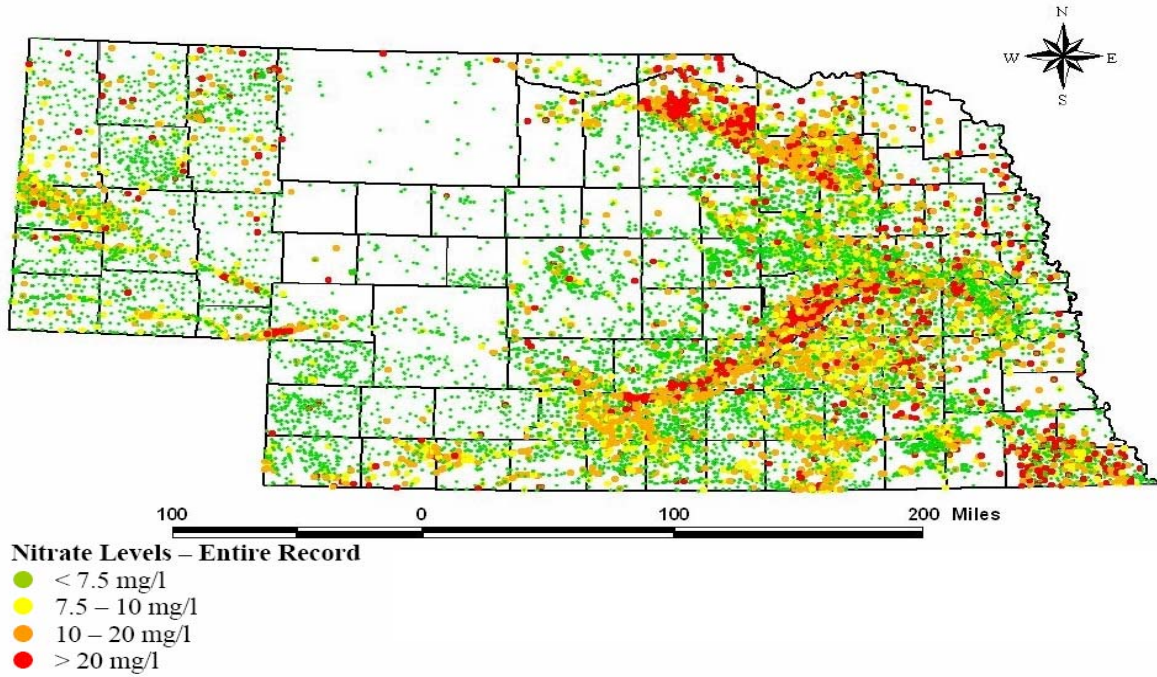 N
W E
S
100 0 100 200 Miles
Nitrate Levels – Entire Record
< 7.5 mg/l
7.5 – 10 mg/l
10 – 20 mg/l
> 20 mg/l